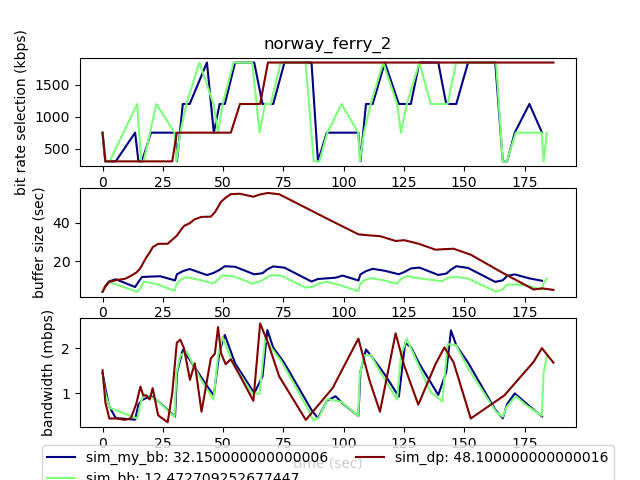 norway_ferry_2
bit rate selection (kbps)
1500
1000
500
0 25 50 75 100 125 150 175
buffer size (sec)
40
20
0 25 50 75 100 125 150 175
bandwidth (mbps)
2
1
0 25 50 75 100 125 150 175
time (sec)
sim_my_bb: 32.150000000000006
sim_bb: 12.472709252677447
sim_dp: 48.1000000000000016